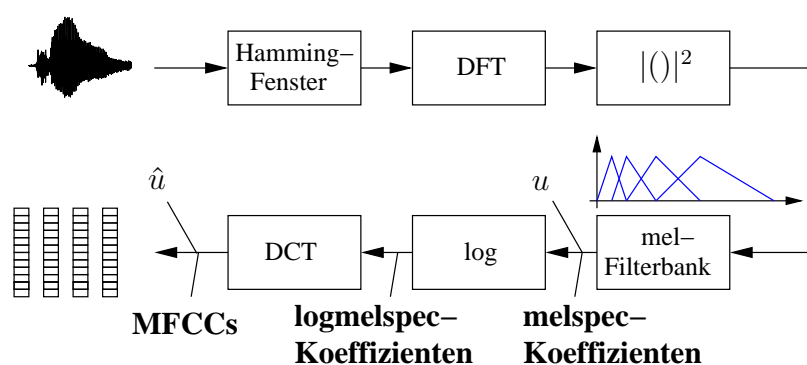 Hamming–
Fenster
DFT
|()|²
û
u
DCT
log
mel–
Filterbank
MFCCs
logmelspec–
Koeffizienten
melspec–
Koeffizienten